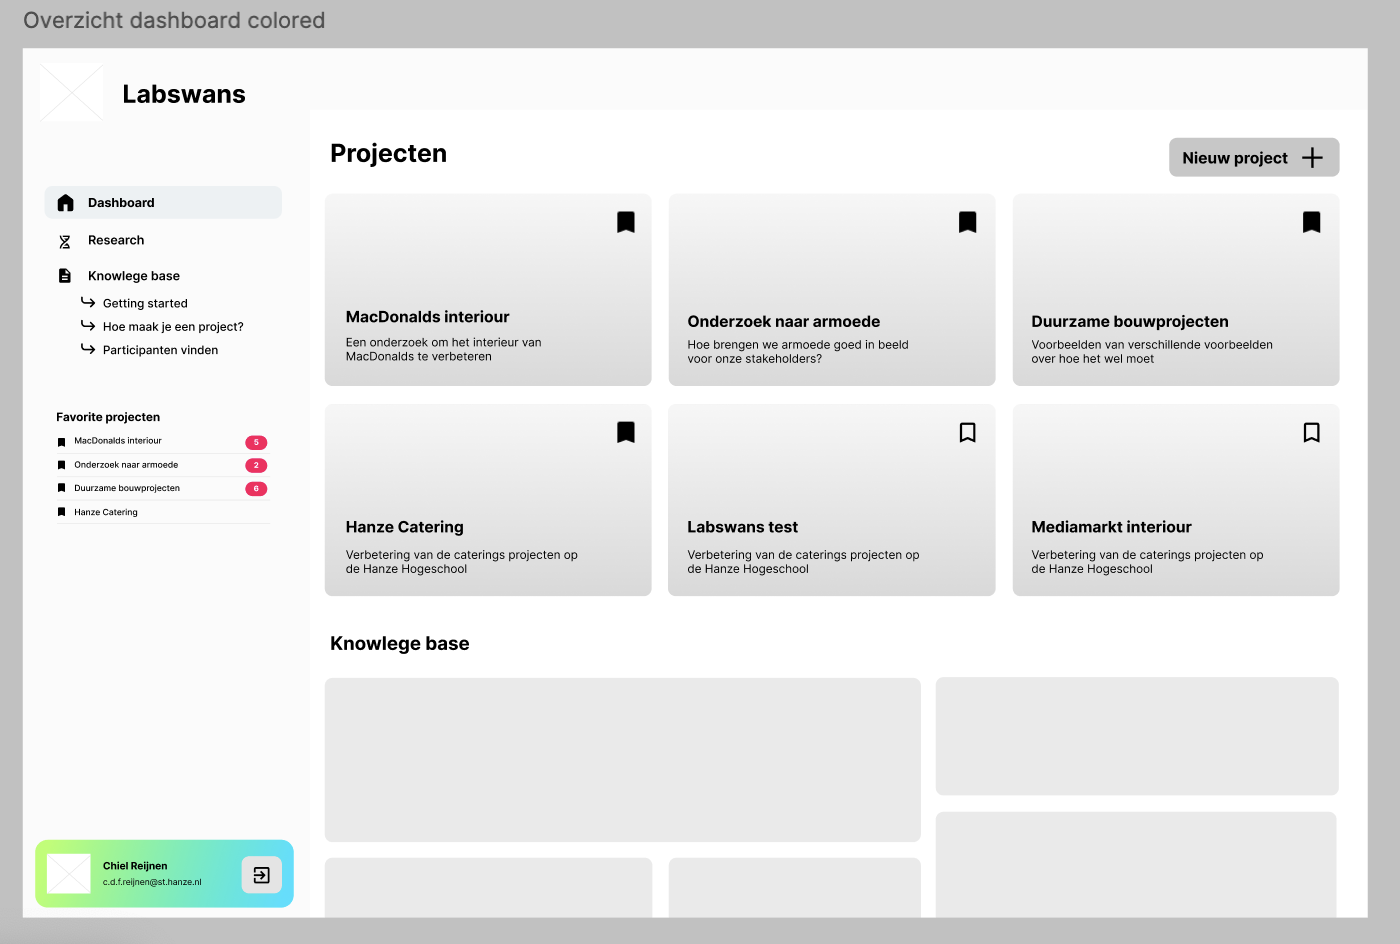 Overzicht dashboard colored
Labswans
Dashboard
Research
Knowlege base
Getting started
Hoe maak je een project?
Participanten vinden
Favorite projecten
MacDonalds interiour 5
Onderzoek naar armoede 2
Duurzame bouwprojecten 6
Hanze Catering
Chiel Reijnen
c.d.f.reijnen@st.hanze.nl
Projecten
Nieuw project
MacDonalds interiour
Een onderzoek om het interieur van
MacDonalds te verbeteren
Onderzoek naar armoede
Hoe brengen we armoede goed in beeld
voor onze stakeholders?
Duurzame bouwprojecten
Voorbeelden van verschillende voorbeelden
over hoe het wel moet
Hanze Catering
Verbetering van de caterings projecten op
de Hanze Hogeschool
Labswans test
Verbetering van de caterings projecten op
de Hanze Hogeschool
Mediamarkt interiour
Verbetering van de caterings projecten op
de Hanze Hogeschool
Knowlege base